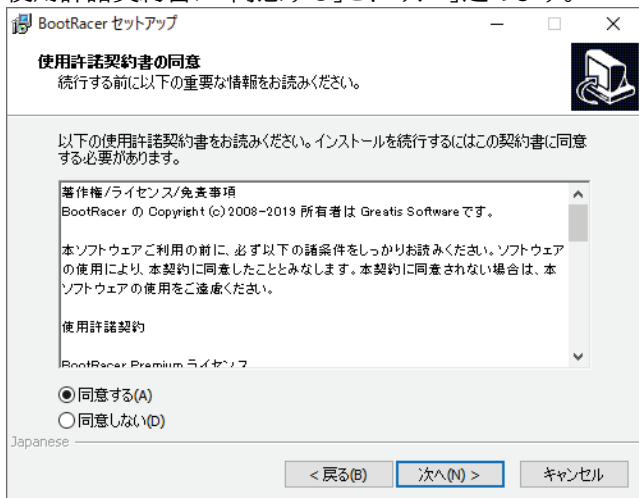 BootRacer セットアップ
使用許諾契約書の同意
続行する前に以下の重要な情報をお読みください。
以下の使用許諾契約書をお読みください。インストールを続行するにはこの契約書に同意
する必要があります。
著作権/ライセンス/免責事項
BootRacer の Copyright (c) 2008-2019 所有者は Greatis Software です。
本ソフトウェアご利用の前に、必ず以下の諸条件をしっかりお読みください。ソフトウェア
の使用により、本契約に同意したこととみなします。本契約に同意されない場合は、本
ソフトウェアの使用をご遠慮ください。
使用許諾契約
BootRacer Premium ライセンス
同意する(A)
同意しない(D)
Japanese
< 戻る(B)
次へ(N) >
キャンセル